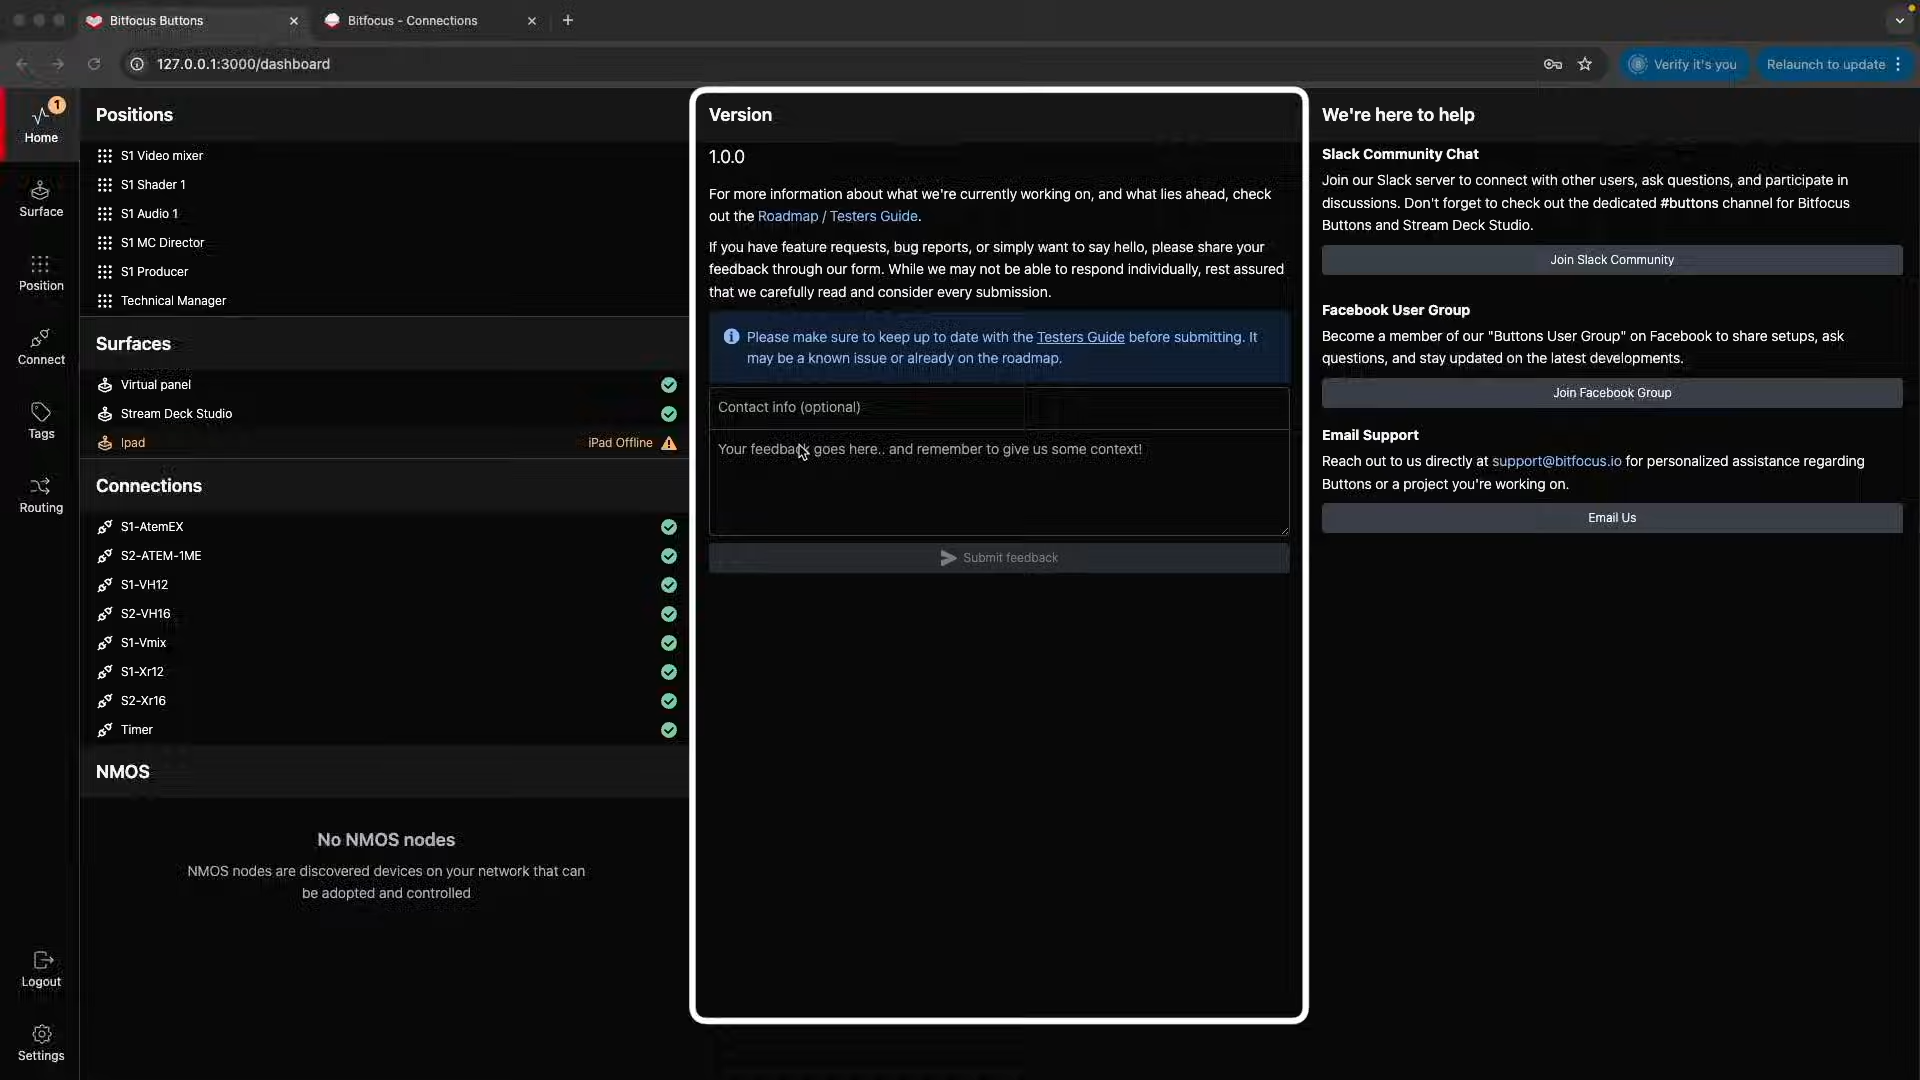 Bitfocus Buttons
Bitfocus - Connections
127.0.0.1:3000/dashboard
Verify it's you
Relaunch to update
1
Home
Surface
Position
Connect
Tags
Routing
Logout
Settings
Positions
S1 Video mixer
S1 Shader 1
S1 Audio 1
S1 MC Director
S1 Producer
Technical Manager
Surfaces
Virtual panel
Stream Deck Studio
Ipad
iPad Offline
Connections
S1-AtemEX
S2-ATEM-1ME
S1-VH12
S2-VH16
S1-Vmix
S1-Xr12
S2-Xr16
Timer
NMOS
No NMOS nodes
NMOS nodes are discovered devices on your network that can
be adopted and controlled
Version
1.0.0
For more information about what we're currently working on, and what lies ahead, check
out the Roadmap / Testers Guide.
If you have feature requests, bug reports, or simply want to say hello, please share your
feedback through our form. While we may not be able to respond individually, rest assured
that we carefully read and consider every submission.
Please make sure to keep up to date with the Testers Guide before submitting. It
may be a known issue or already on the roadmap.
Contact info (optional)
Your feedback goes here.. and remember to give us some context!
Submit feedback
We're here to help
Slack Community Chat
Join our Slack server to connect with other users, ask questions, and participate in
discussions. Don't forget to check out the dedicated #buttons channel for Bitfocus
Buttons and Stream Deck Studio.
Join Slack Community
Facebook User Group
Become a member of our "Buttons User Group" on Facebook to share setups, ask
questions, and stay updated on the latest developments.
Join Facebook Group
Email Support
Reach out to us directly at support@bitfocus.io for personalized assistance regarding
Buttons or a project you're working on.
Email Us